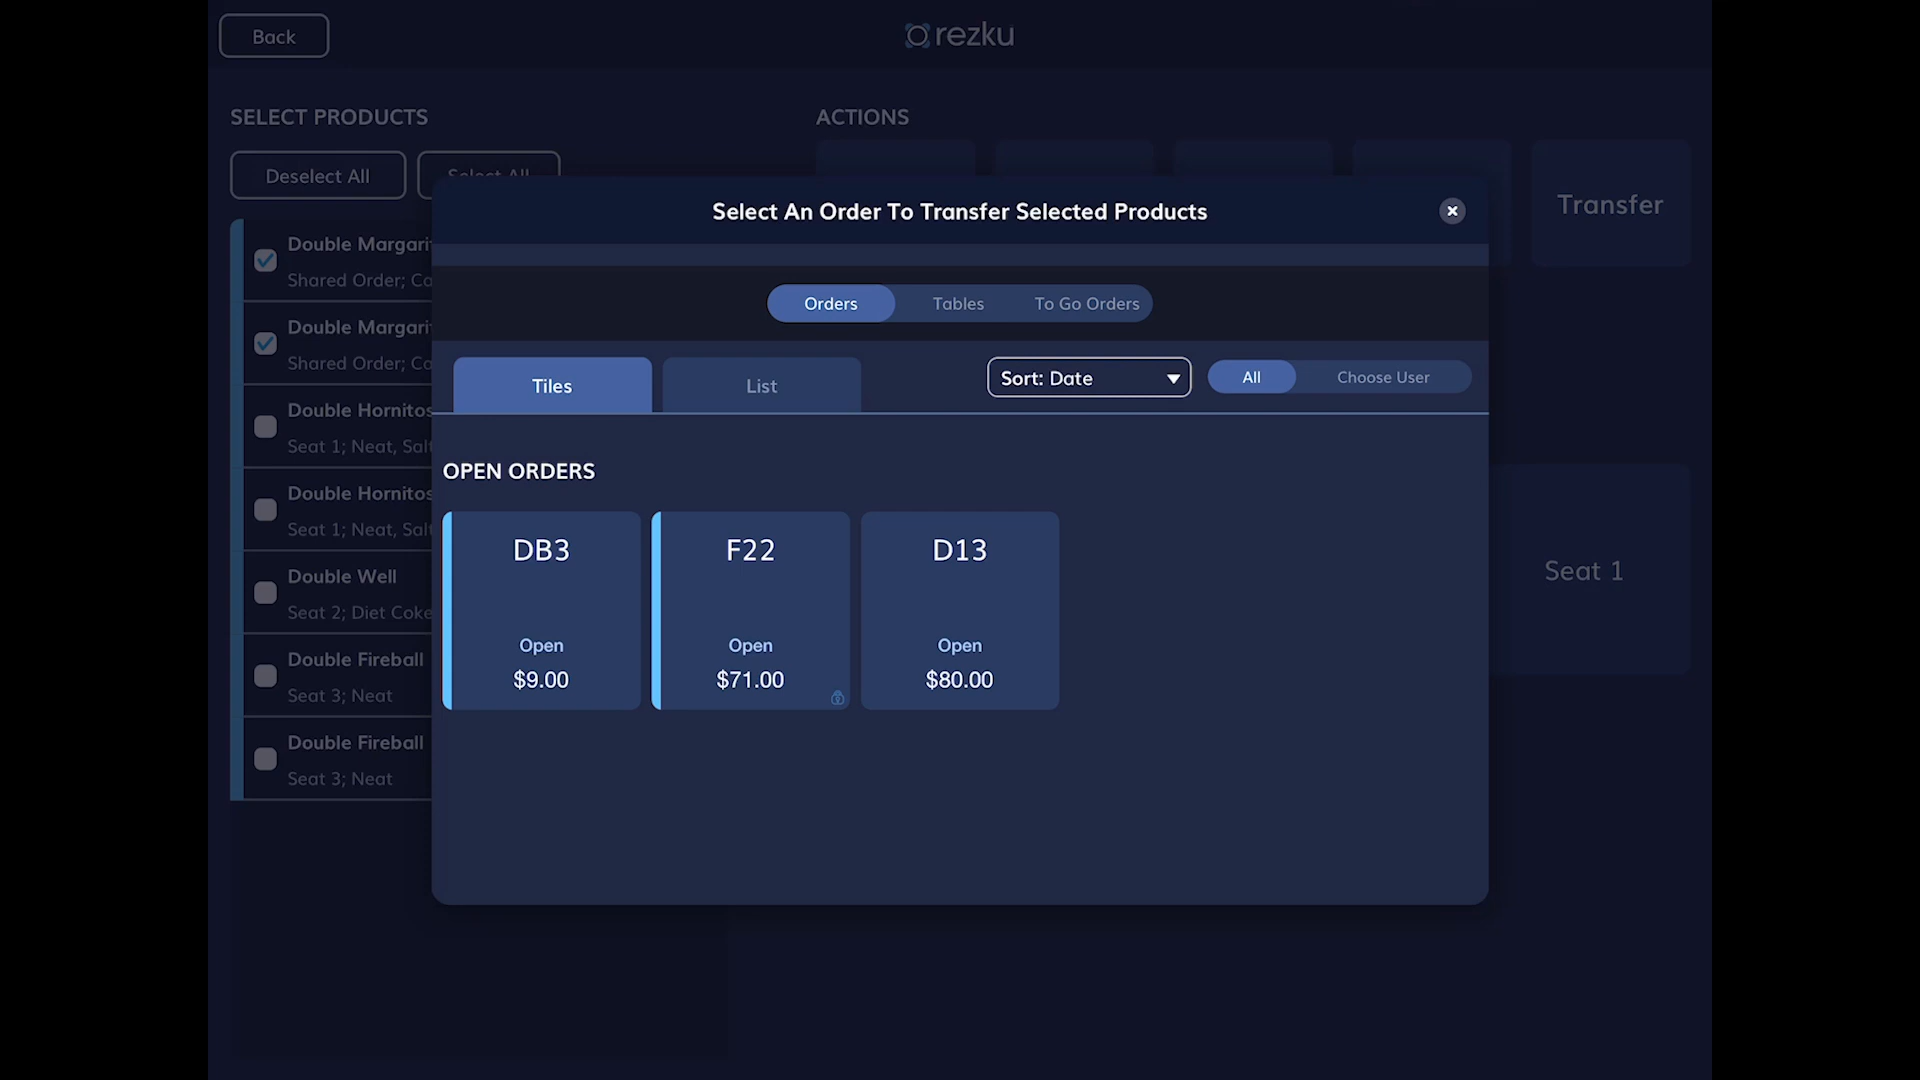 Back
rezku
SELECT PRODUCTS
ACTIONS
Deselect All
Select All
Transfer
Select An Order To Transfer Selected Products
Double Margarit
Shared Order; Co
Orders
Tables
To Go Orders
Double Margarit
Shared Order; Co
Tiles
List
Sort: Date
All
Choose User
Double Hornitos
Seat 1; Neat, Salt
OPEN ORDERS
Double Hornitos
Seat 1; Neat, Salt
DB3
F22
D13
Seat 1
Double Well
Seat 2; Diet Coke
Open
Open
Open
$9.00
$71.00
$80.00
Double Fireball
Seat 3; Neat
Double Fireball
Seat 3; Neat